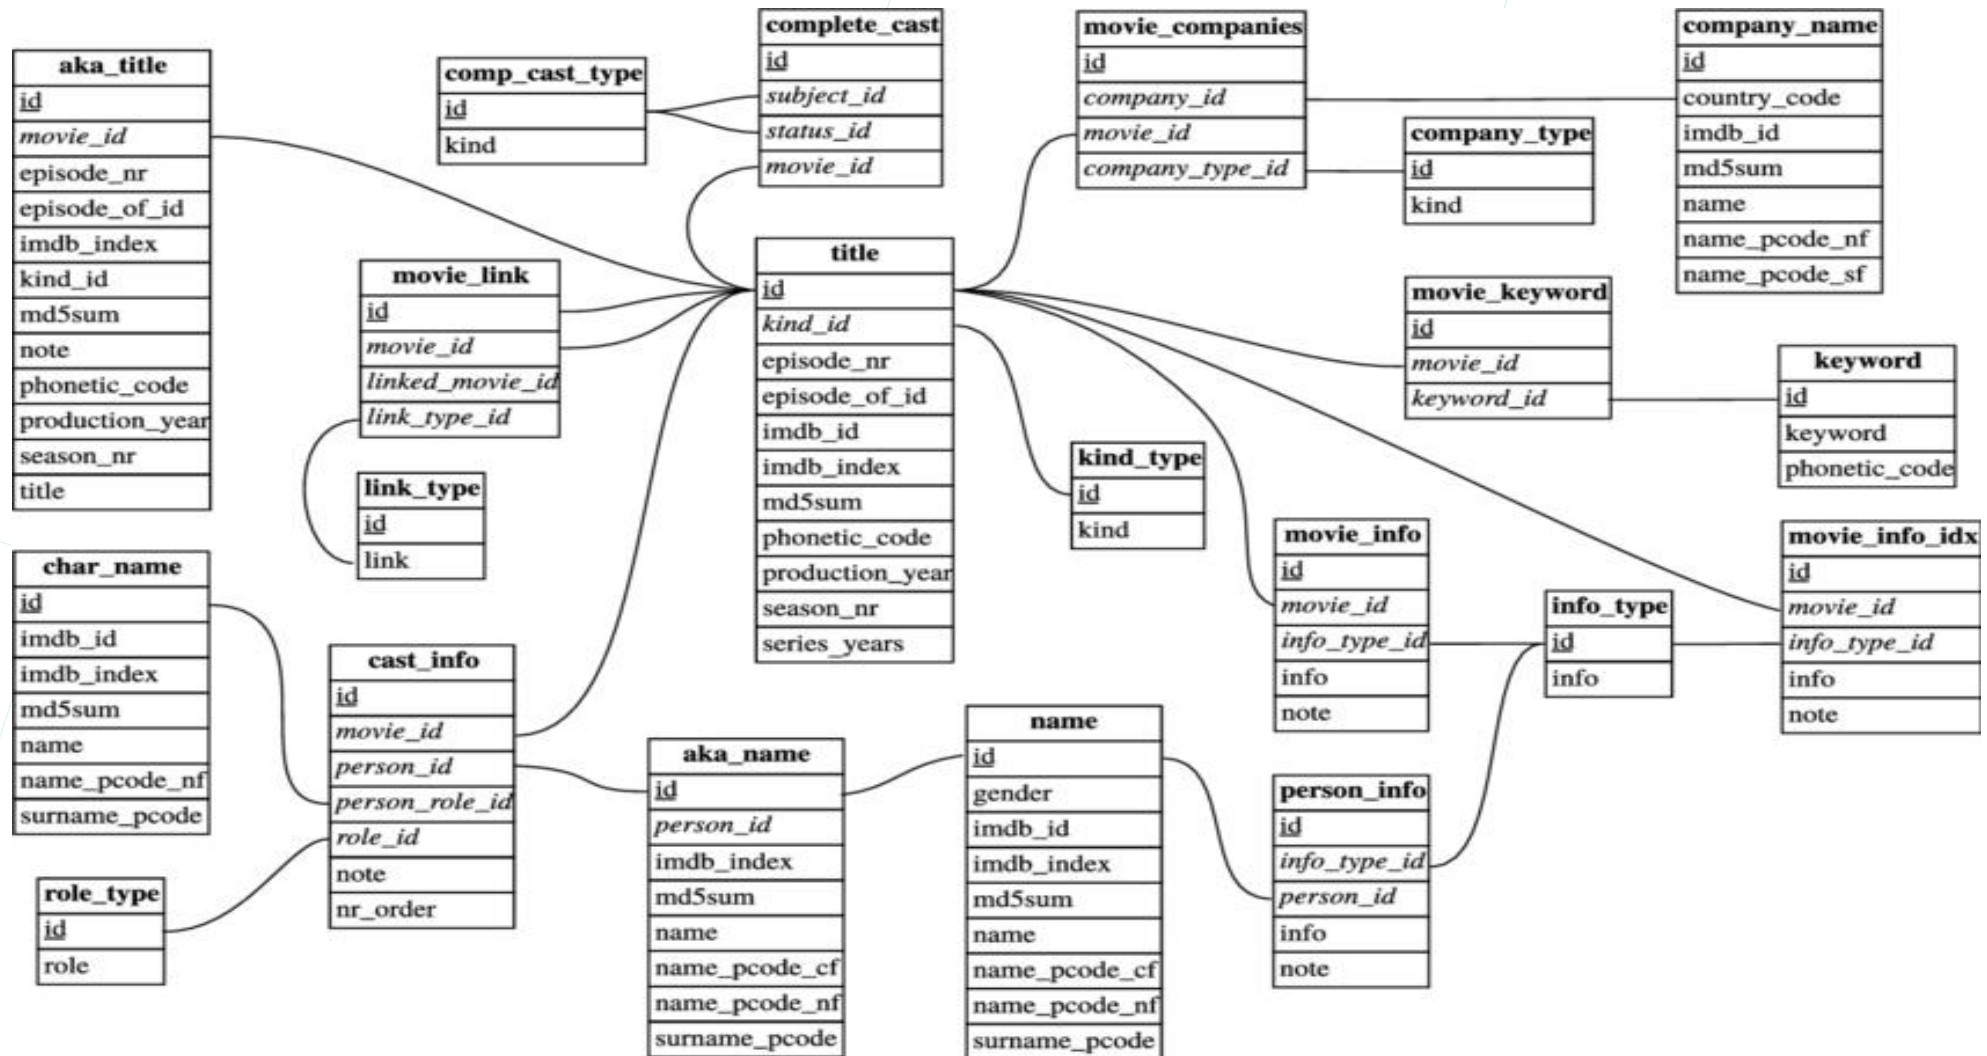 aka_title
id
movie_id
episode_nr
episode_of_id
imdb_index
kind_id
md5sum
note
phonetic_code
production_year
season_nr
title
comp_cast_type
id
kind
complete_cast
id
subject_id
status_id
movie_id
movie_companies
id
company_id
movie_id
company_type_id
company_name
id
country_code
imdb_id
md5sum
name
name_pcode_nf
name_pcode_sf
company_type
id
kind
movie_link
id
movie_id
linked_movie_id
link_type_id
title
id
kind_id
episode_nr
episode_of_id
imdb_id
imdb_index
md5sum
phonetic_code
production_year
season_nr
series_years
movie_keyword
id
movie_id
keyword_id
keyword
id
keyword
phonetic_code
link_type
id
link
kind_type
id
kind
char_name
id
imdb_id
imdb_index
md5sum
name
name_pcode_nf
surname_pcode
cast_info
id
movie_id
person_id
person_role_id
role_id
note
nr_order
movie_info
id
movie_id
info_type_id
info
note
info_type
id
info
movie_info_idx
id
movie_id
info_type_id
info
note
role_type
id
role
aka_name
id
person_id
imdb_index
md5sum
name
name_pcode_cf
name_pcode_nf
surname_pcode
name
id
gender
imdb_id
imdb_index
md5sum
name
name_pcode_cf
name_pcode_nf
surname_pcode
person_info
id
info_type_id
person_id
info
note